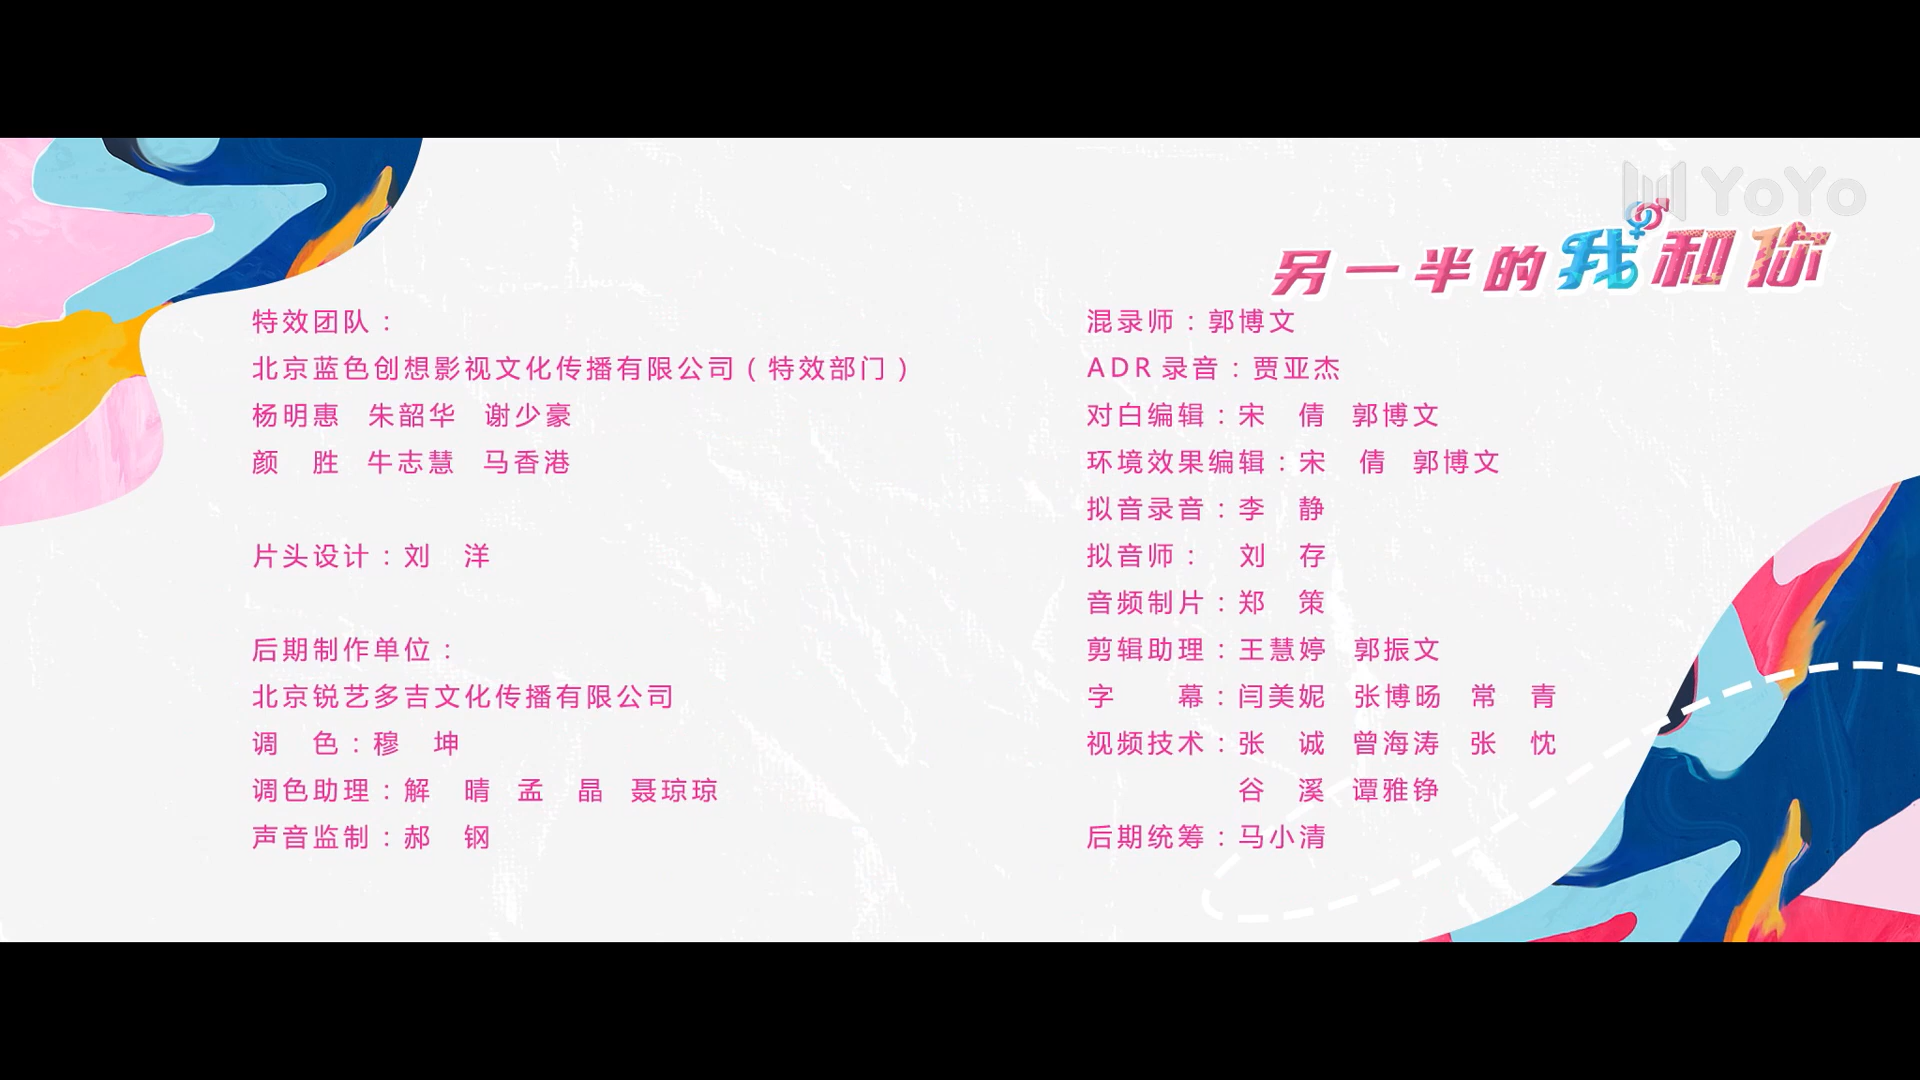 YoYo
另一半的我和你
特效团队：
北京蓝色创想影视文化传播有限公司（特效部门）
杨明惠 朱韶华 谢少豪
颜 胜 牛志慧 马香港
片头设计：刘 洋
后期制作单位：
北京锐艺多吉文化传播有限公司
调 色：穆 坤
调色助理：解 晴 孟 晶 聂琼琼
声音监制：郝 钢
混录师：郭博文
ADR录音：贾亚杰
对白编辑：宋 倩 郭博文
环境效果编辑：宋 倩 郭博文
拟音录音：李 静
拟音师： 刘 存
音频制片：郑 策
剪辑助理：王慧婷 郭振文
字 幕：闫美妮 张博旸 常 青
视频技术：张 诚 曾海涛 张 忱
谷 溪 谭雅铮
后期统筹：马小清